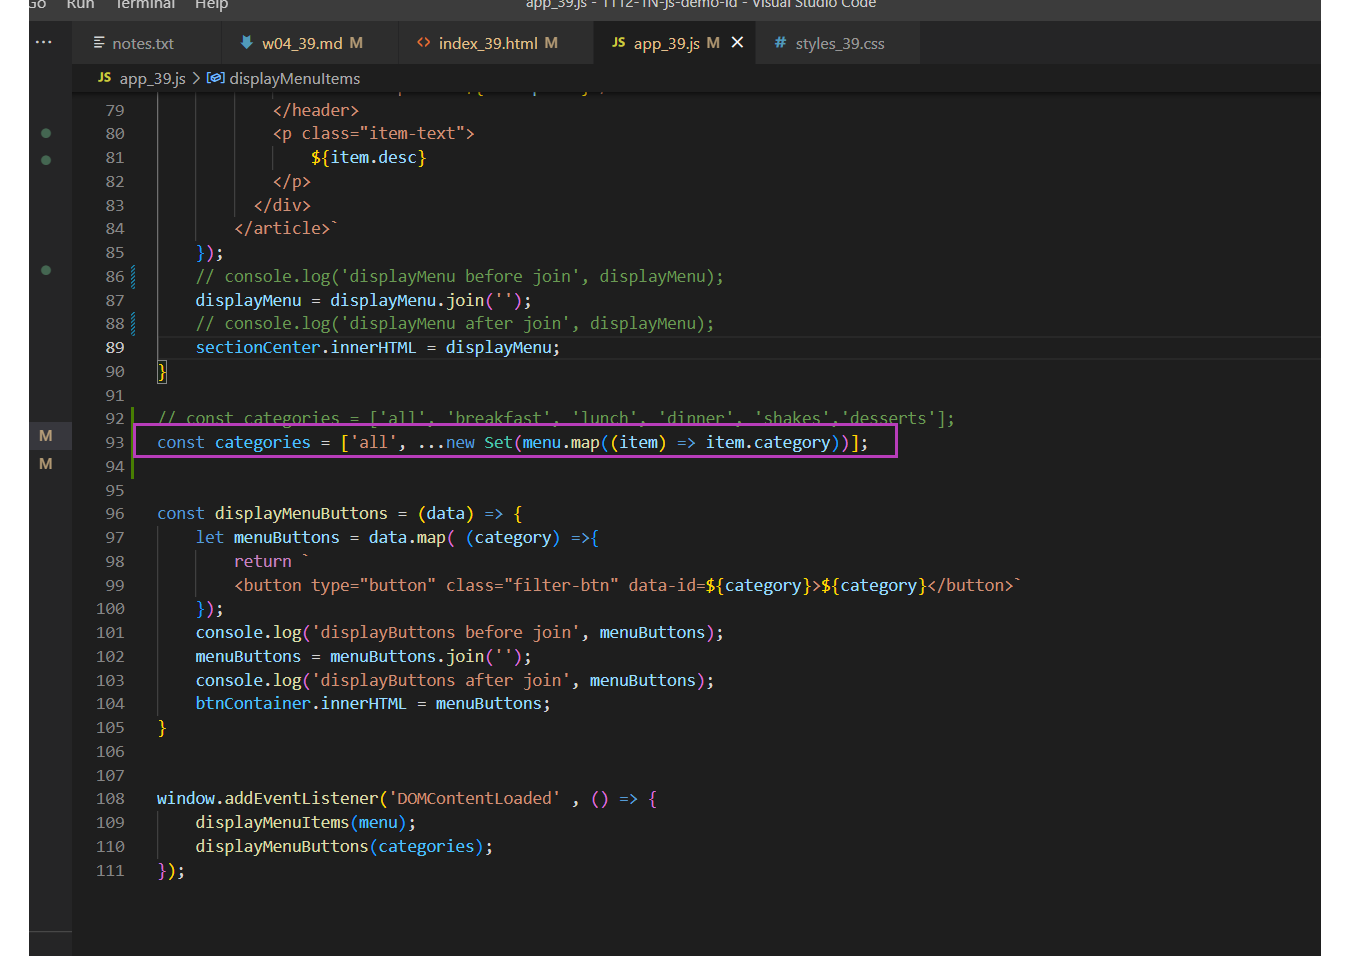 Go Run Terminal Help app_39.js - 1112-1N-js-demo-id - Visual Studio Code
··· notes.txt w04_39.md M <> index_39.html M JS app_39.js M × # styles_39.css
JS app_39.js > displayMenuItems
79 </header>
80 <p class="item-text">
81 ${item.desc}
82 </p>
83 </div>
84 </article>`
85 });
86 // console.log('displayMenu before join', displayMenu);
87 displayMenu = displayMenu.join('');
88 // console.log('displayMenu after join', displayMenu);
89 sectionCenter.innerHTML = displayMenu;
90 }
91
92 // const categories = ['all', 'breakfast', 'lunch', 'dinner', 'shakes','desserts'];
M 93 const categories = ['all', ...new Set(menu.map((item) => item.category))];
M 94
95
96 const displayMenuButtons = (data) => {
97 let menuButtons = data.map( (category) =>{
98 return `
99 <button type="button" class="filter-btn" data-id=${category}>${category}</button>`
100 });
101 console.log('displayButtons before join', menuButtons);
102 menuButtons = menuButtons.join('');
103 console.log('displayButtons after join', menuButtons);
104 btnContainer.innerHTML = menuButtons;
105 }
106
107
108 window.addEventListener('DOMContentLoaded' , () => {
109 displayMenuItems(menu);
110 displayMenuButtons(categories);
111 });